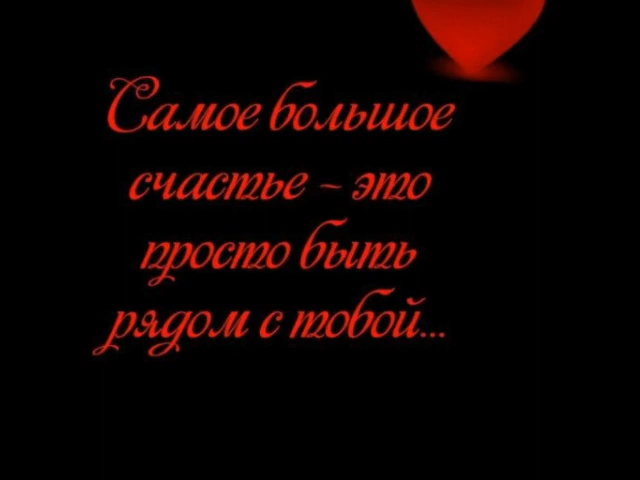 Самое большое
счастье - это
просто быть
рядом с тобой...